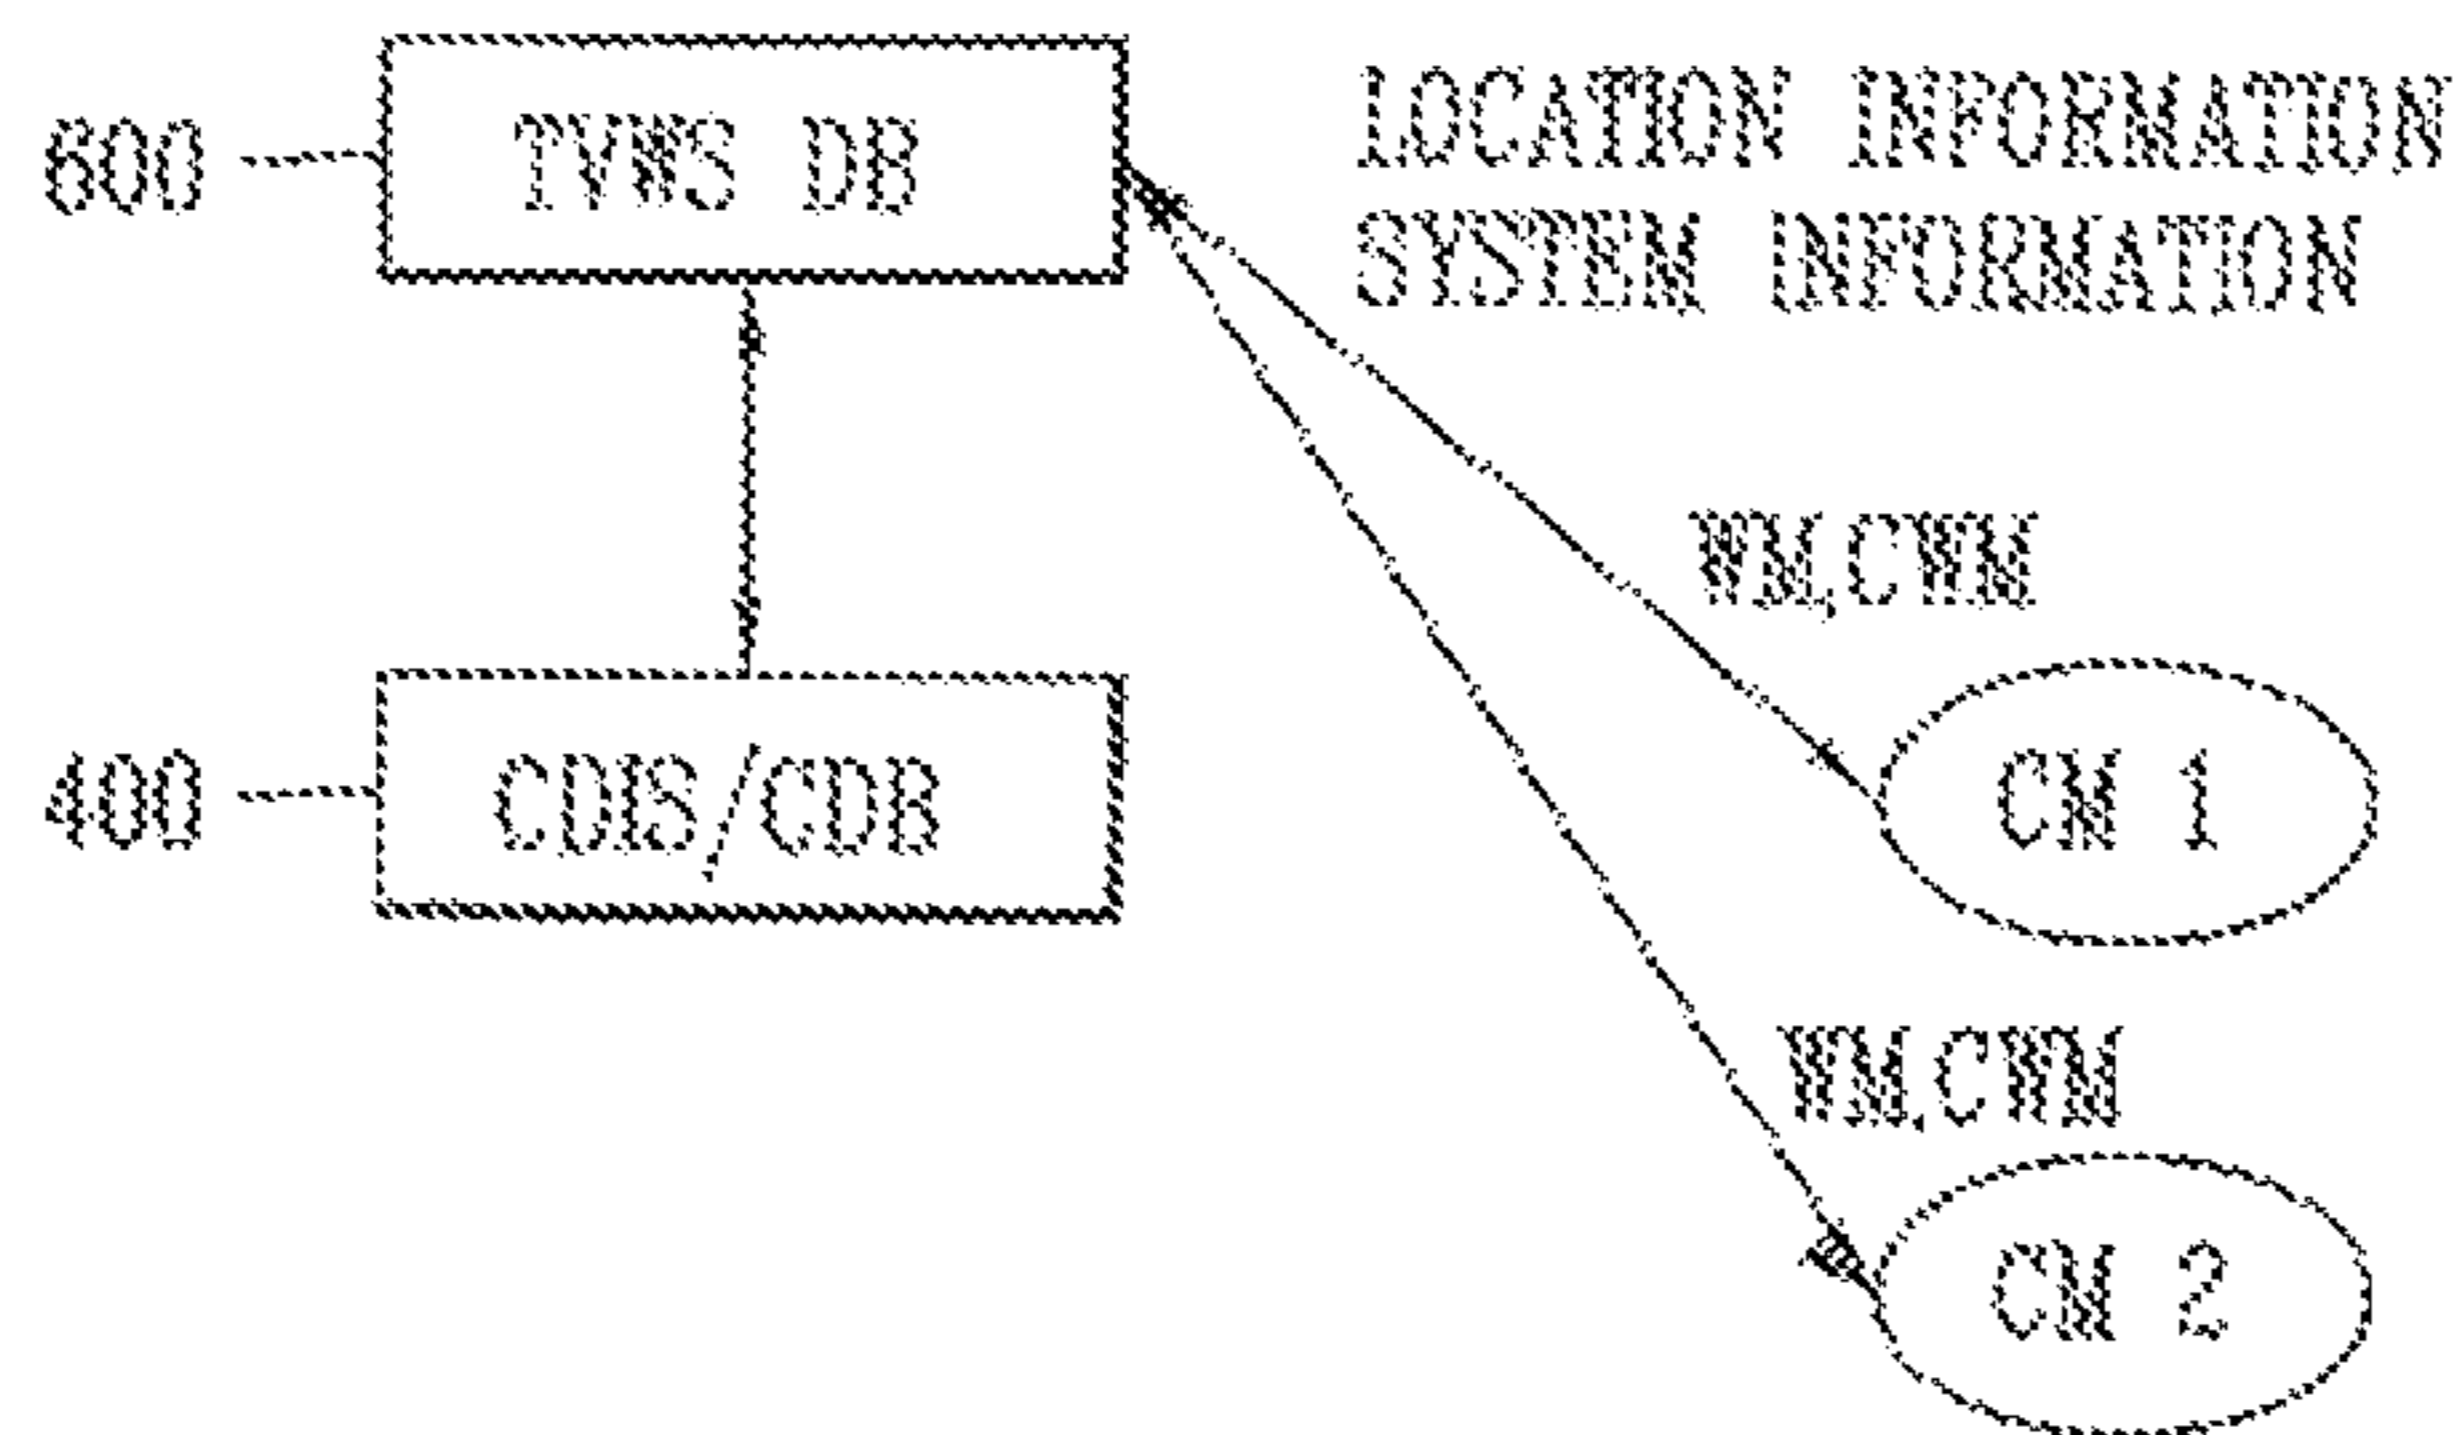 600
TVWS DB
LOCATION INFORMATION
SYSTEM INFORMATION
WM,CWM
400
CDIS/CDB
CM 1
WM,CWM
CM 2